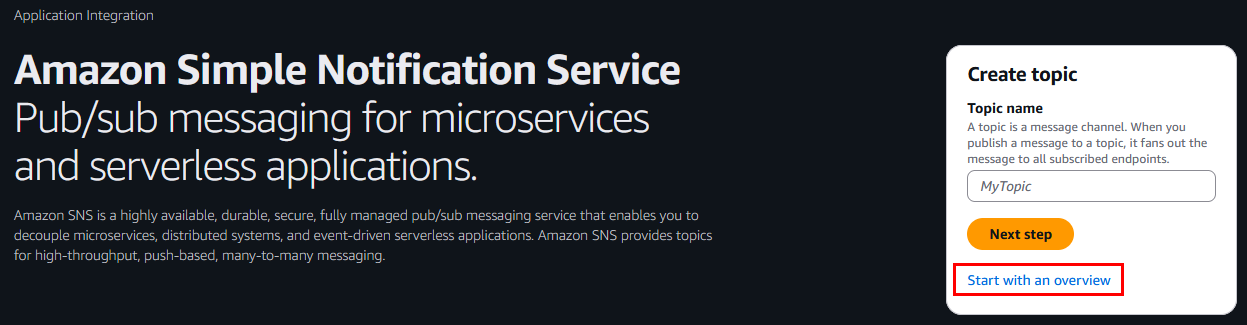 Application Integration
Amazon Simple Notification Service
Pub/sub messaging for microservices
and serverless applications.
Amazon SNS is a highly available, durable, secure, fully managed pub/sub messaging service that enables you to
decouple microservices, distributed systems, and event-driven serverless applications. Amazon SNS provides topics
for high-throughput, push-based, many-to-many messaging.
Create topic
Topic name
A topic is a message channel. When you
publish a message to a topic, it fans out the
message to all subscribed endpoints.
MyTopic
Next step
Start with an overview